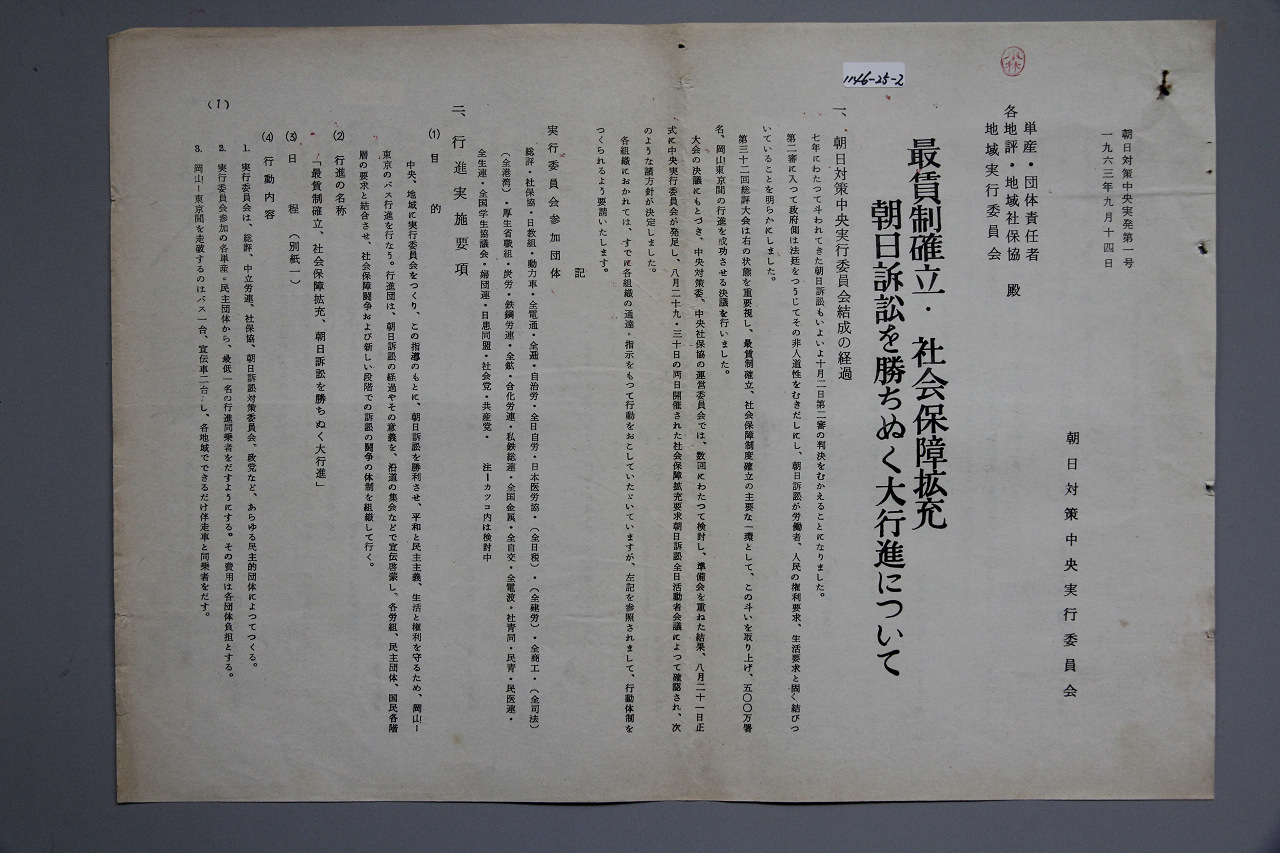 1146-25-2
小林
朝日対策中央実発第一号
一九六三年九月十四日
朝日対策中央実行委員会
単産・団体責任者
各地評・地域社保協 殿
地域実行委員会
最賃制確立・社会保障拡充
朝日訴訟を勝ちぬく大行進について
一、朝日対策中央実行委員会結成の経過
七年にわたつて斗われてきた朝日訴訟もいよいよ十月二日第二審の判決をむかえることになりました。
第二審に入つて政府側は法廷をつうじてその非人道性をむきだしにし、朝日訴訟が労働者、人民の権利要求、生活要求と固く結びつ
いていることを明らかにしました。
第三十二回総評大会は右の状態を重要視し、最賃制確立、社会保障制度確立の主要な一環として、この斗いを取り上げ、五〇〇万署
名、岡山東京間の行進を成功させる決議を行いました。
大会の決議にもとづき、中央対策委、中央社保協の運営委員会では、数回にわたつて検討し、準備会を重ねた結果、八月二十一日正
式に中央実行委員会が発足し、八月二十九・三十日の両日開催された社会保障拡充要求朝日訴訟全日活動者会議によつて確認され、次
のような諸方針が決定しました。
各組織におかれては、すでに各組織の通達・指示をもつて行動をおこしていたゞいていますが、左記を参照されまして、行動体制を
つくられるよう要請いたします。
記
実行委員会参加団体
総評・社保協・日教組・動力車・全電通・全逓・自治労・全日自労・日本医労協・（全日税）・（全建労）・全商工・（全司法）
（全港湾）・厚生省職組・炭労・鉄鋼労連・全鉱・合化労連・私鉄総連・全国金属・全自交・全電波・社青同・民青・民医連・
全生連・全国学生協議会・婦団連・日患同盟・社会党・共産党・ 注ーカッコ内は検討中
二、行進実施要項
(1) 目 的
中央、地域に実行委員会をつくり、この指導のもとに、朝日訴訟を勝利させ、平和と民主主義、生活と権利を守るため、岡山ー
東京のバス行進を行なう。行進団は、朝日訴訟の経過やその意義を、沿道の集会などで宣伝啓蒙し、各労組、民主団体、国民各階
層の要求と結合させ、社会保障闘争および新しい段階での訴訟の闘争の体制を組織して行く。
(2) 行進の名称
「最賃制確立、社会保障拡充、朝日訴訟を勝ちぬく大行進」
(3) 日 程 （別紙一）
(4) 行動内容
1. 実行委員会は、総評、中立労連、社保協、朝日訴訟対策委員会、政党など、あらゆる民主的団体によつてつくる。
2. 実行委員会参加の各単産・民主団体から、最低一名の行進同乗者をだすようにする。その費用は各団体負担とする。
3. 岡山ー東京間を走破するのはバス一台、宣伝車二台とし、各地域でできるだけ伴走車と同乗者をだす。
(1)